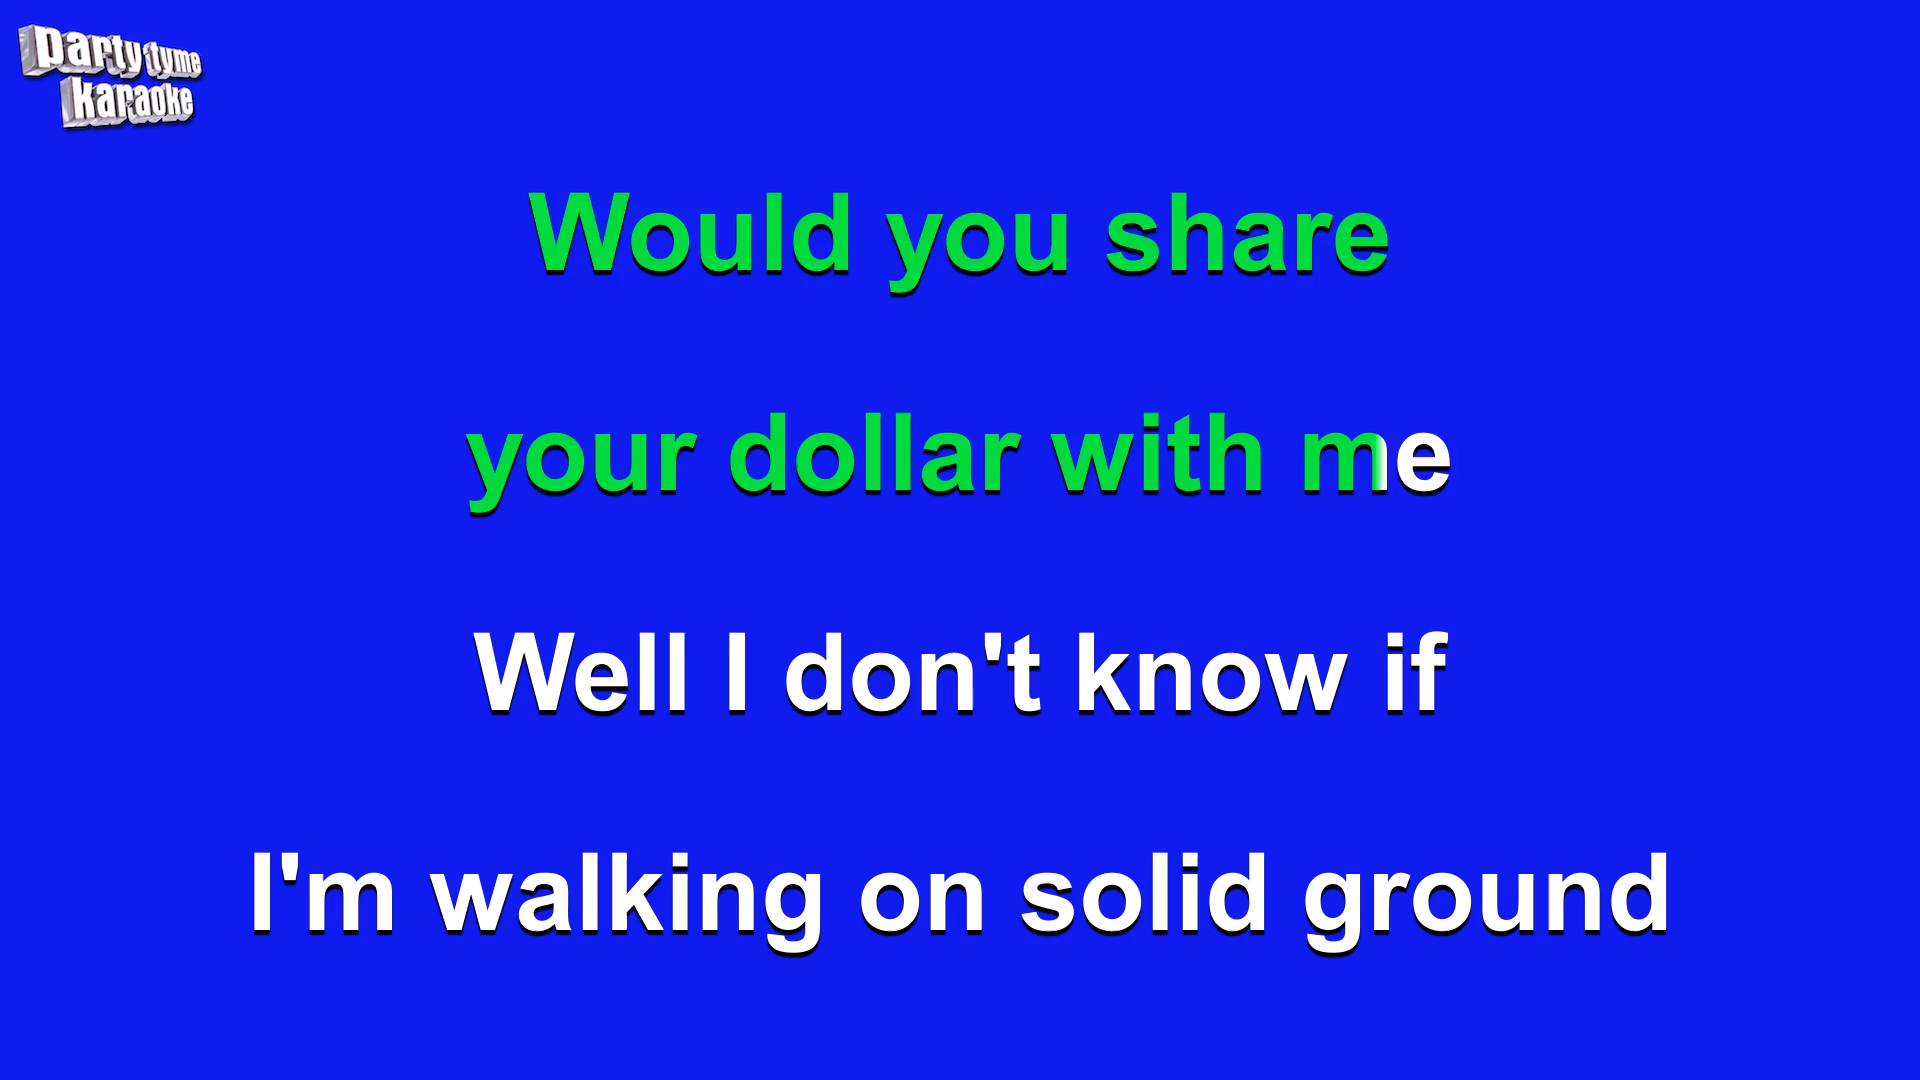 party tyme
karaoke
Would you share
your dollar with me
Well I don't know if
I'm walking on solid ground